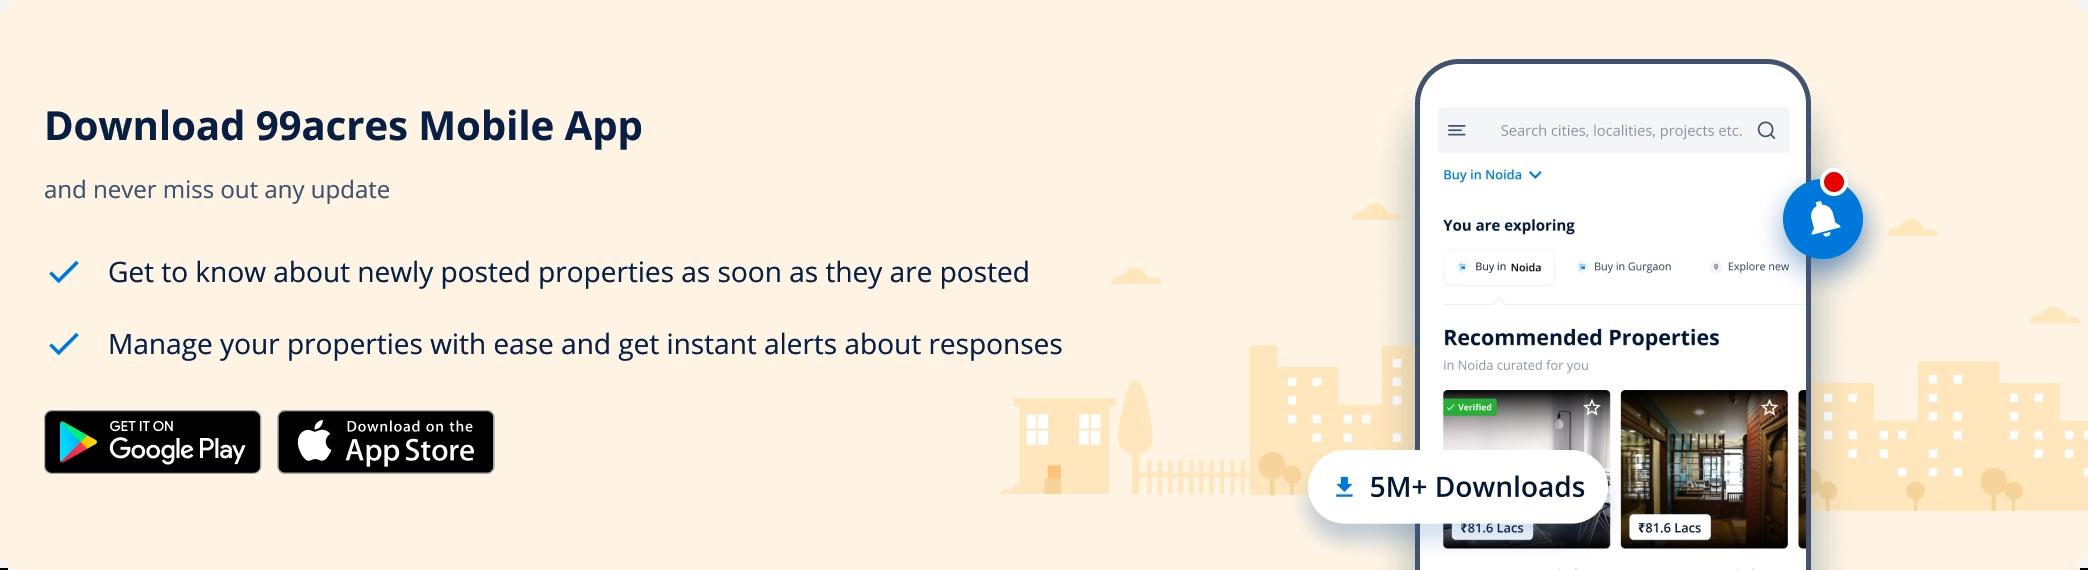 Download 99acres Mobile App
and never miss out any update
Get to know about newly posted properties as soon as they are posted
Manage your properties with ease and get instant alerts about responses
GET IT ON
Google Play
Download on the
App Store
Search cities, localities, projects etc.
Buy in Noida
You are exploring
Buy in Noida
Buy in Gurgaon
Explore new
Recommended Properties
in Noida curated for you
Verified
5M+ Downloads
₹81.6 Lacs
₹81.6 Lacs